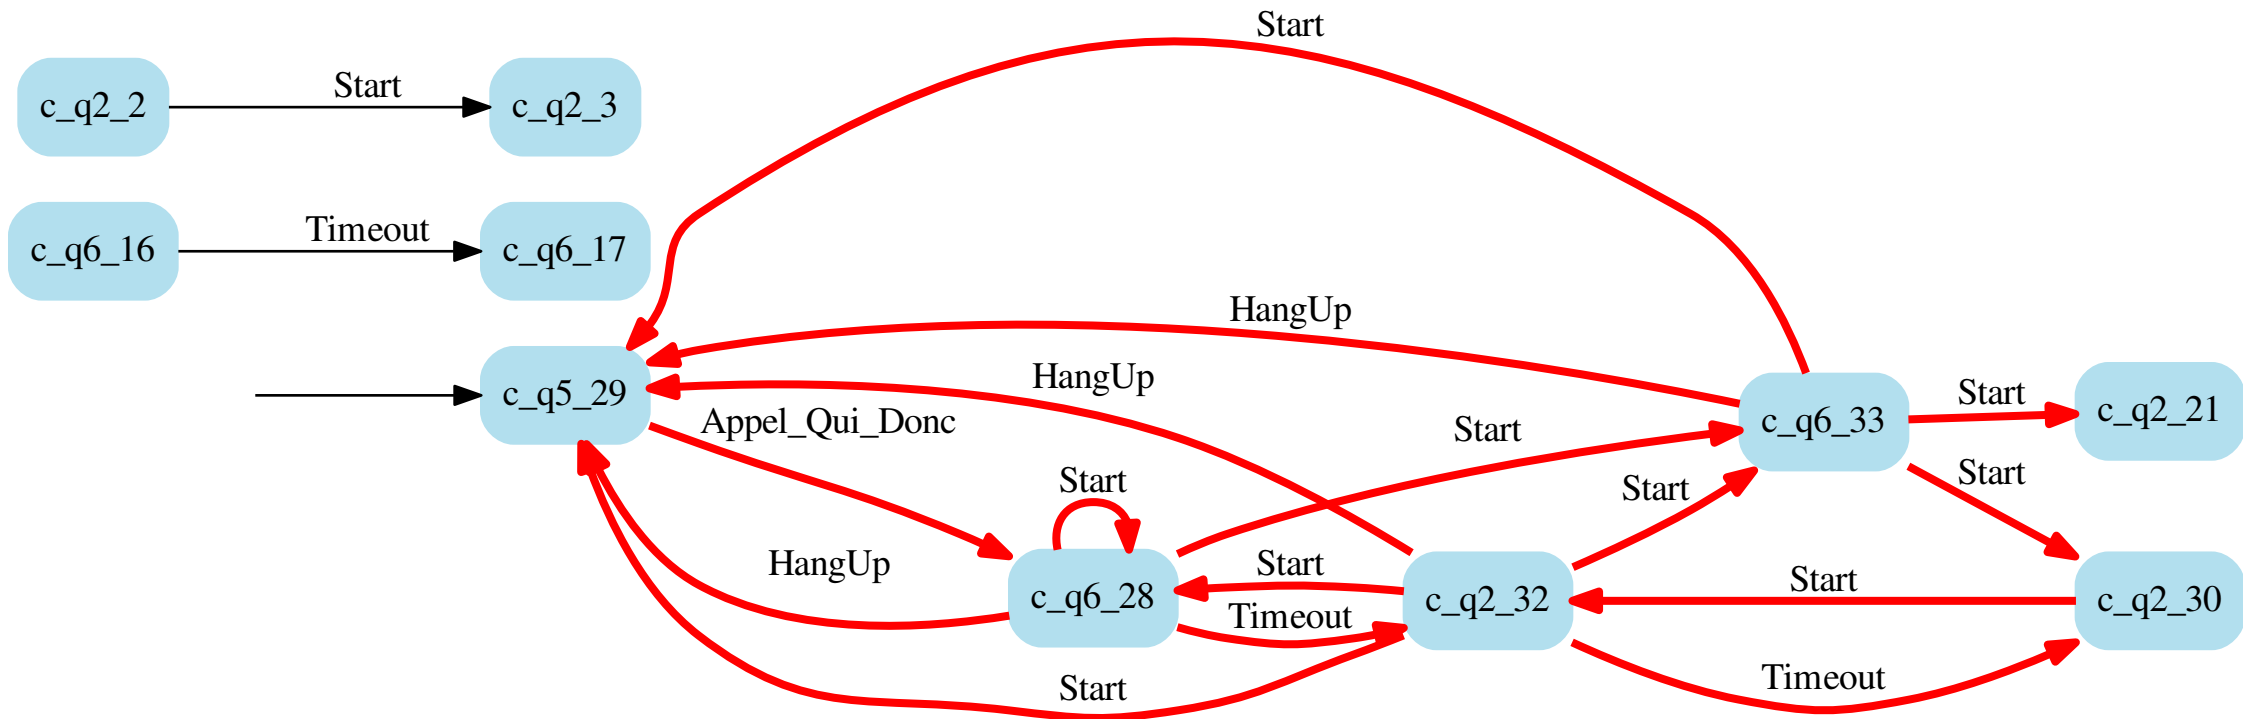 Start
c_q2_2
Start
c_q2_3
c_q6_16
Timeout
c_q6_17
HangUp
HangUp
c_q5_29
Appel_Qui_Donc
Start
c_q6_33
Start
c_q2_21
Start
Start
Start
HangUp
c_q6_28
Start
Timeout
c_q2_32
Start
c_q2_30
Start
Timeout